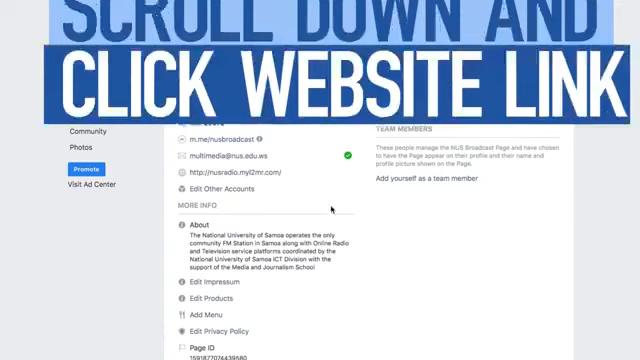 SCROLL DOWN AND
CLICK WEBSITE LINK
Community
Photos
Promote
Visit Ad Center
m.me/nusbroadcast
multimedia@nus.edu.ws
http://nusradio.myl2mr.com/
Edit Other Accounts
MORE INFO
About
The National University of Samoa operates the only
community FM Station in Samoa along with Online Radio
and Television service platforms coordinated by the
National University of Samoa ICT Division with the
support of the Media and Journalism School
Edit Impressum
Edit Products
Add Menu
Edit Privacy Policy
Page ID
1591877074439580
TEAM MEMBERS
These people manage the NUS Broadcast Page and have chosen
to have the Page appear on their profile and their name and
profile picture shown on the Page.
Add yourself as a team member